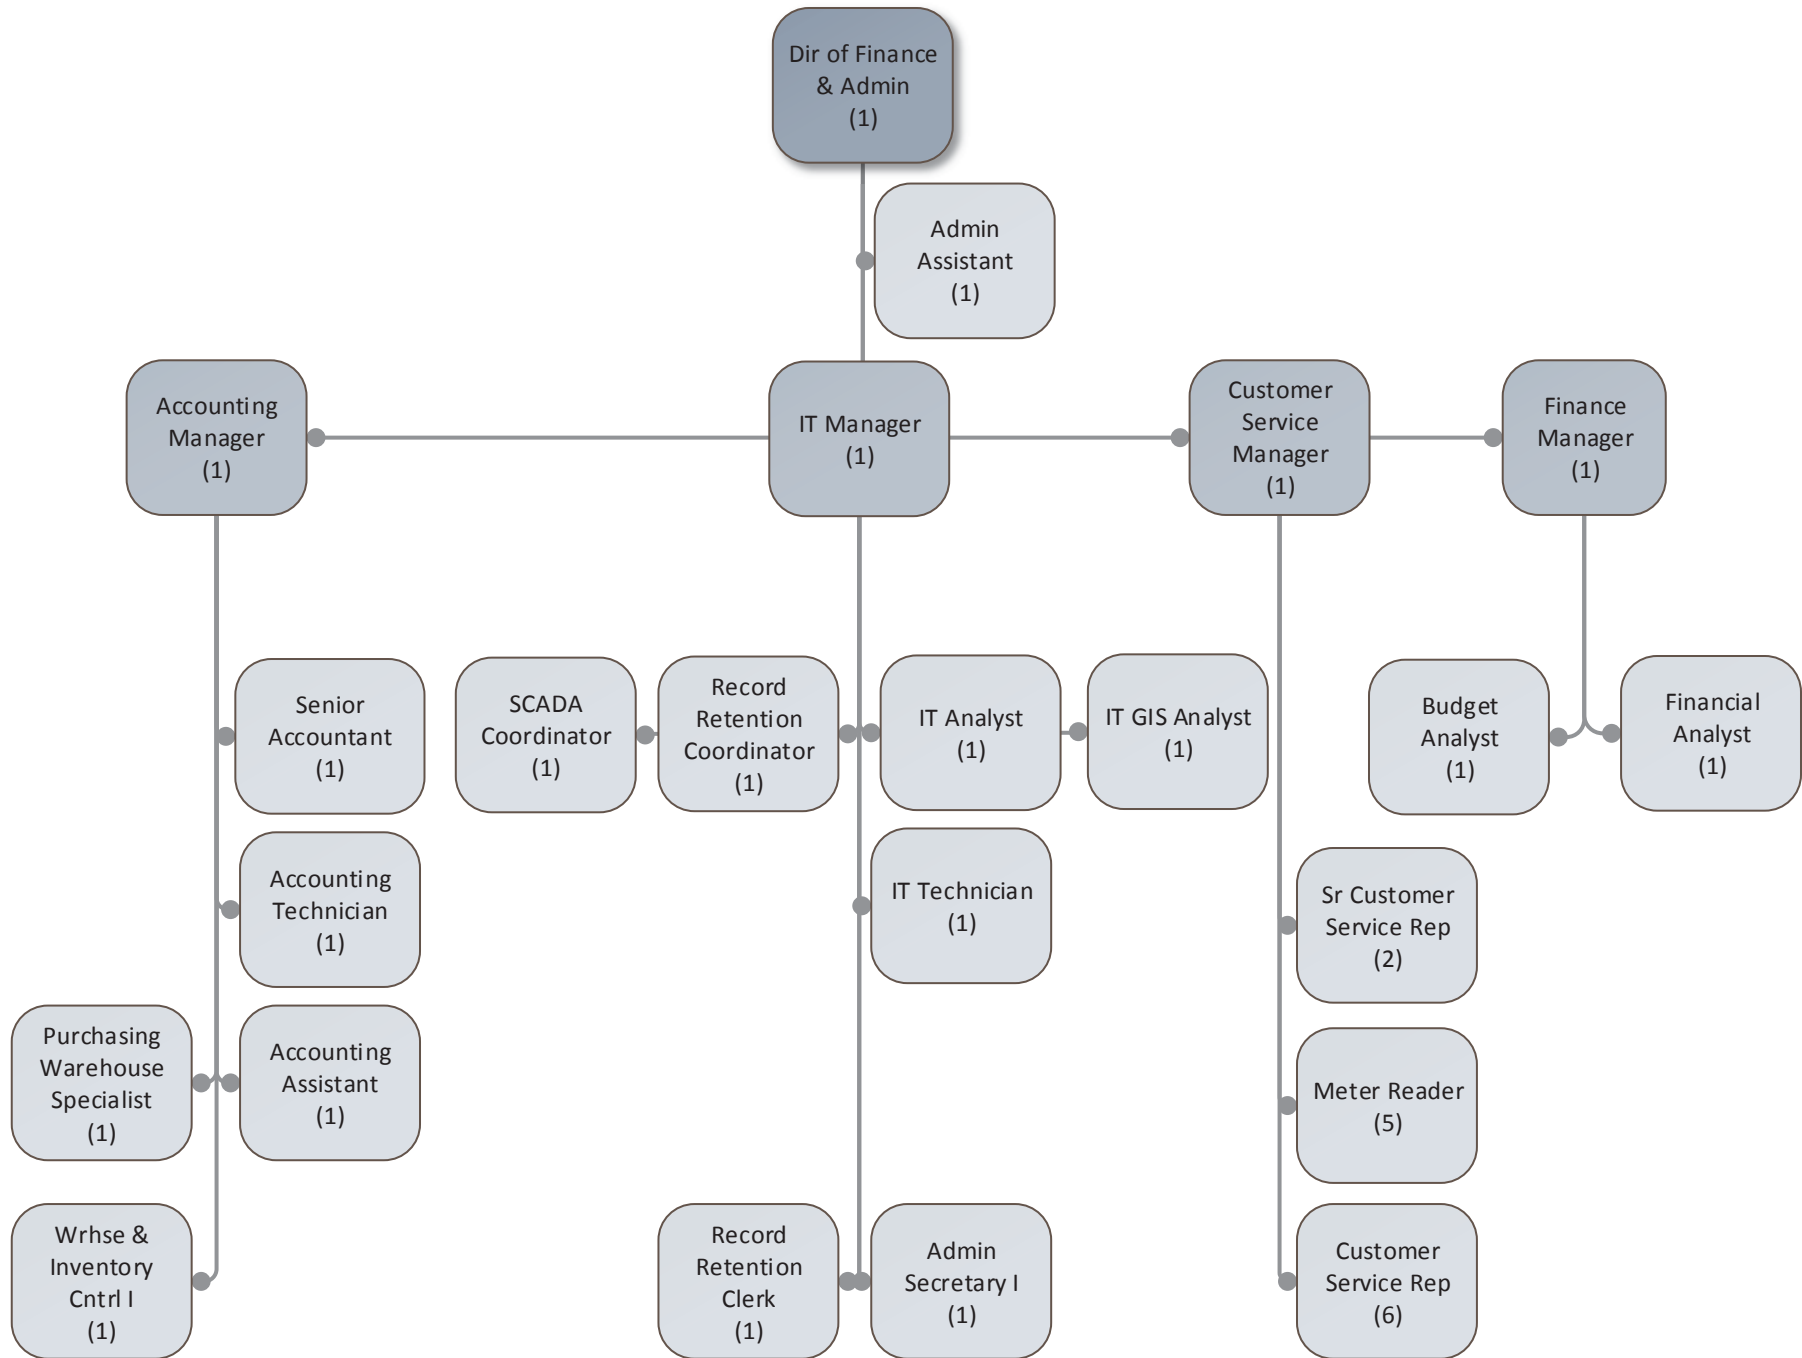 Dir of Finance
& Admin
(1)
Admin
Assistant
(1)
Accounting
Manager
(1)
IT Manager
(1)
Customer
Service
Manager
(1)
Finance
Manager
(1)
Senior
Accountant
(1)
SCADA
Coordinator
(1)
Record
Retention
Coordinator
(1)
IT Analyst
(1)
IT GIS Analyst
(1)
Budget
Analyst
(1)
Financial
Analyst
(1)
Accounting
Technician
(1)
IT Technician
(1)
Sr Customer
Service Rep
(2)
Purchasing
Warehouse
Specialist
(1)
Accounting
Assistant
(1)
Meter Reader
(5)
Wrhse &
Inventory
Cntrl I
(1)
Record
Retention
Clerk
(1)
Admin
Secretary I
(1)
Customer
Service Rep
(6)